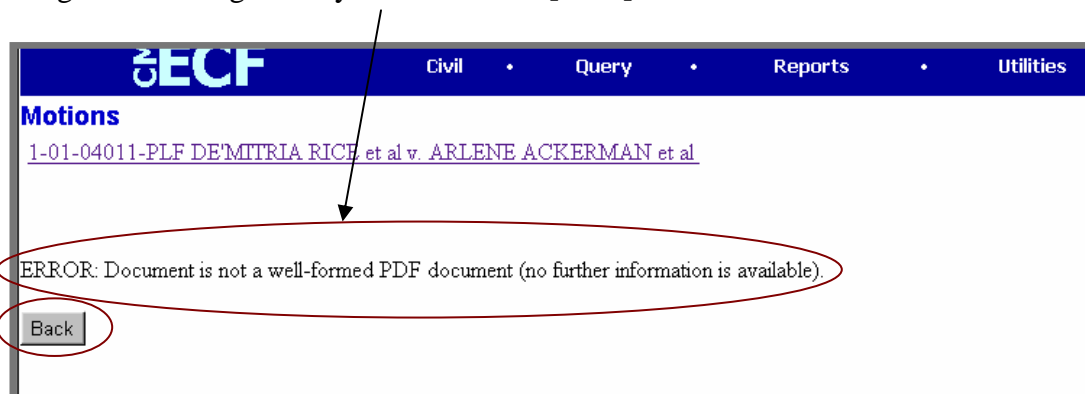 CM ECF Civil • Query • Reports • Utilities
Motions
1-01-04011-PLF DE'MITRIA RICE et al v. ARLENE ACKERMAN et al
ERROR: Document is not a well-formed PDF document (no further information is available).
Back